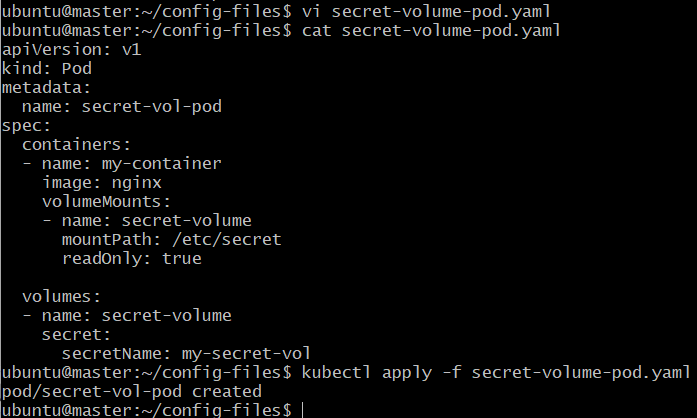 ubuntu@master:~/config-files$ vi secret-volume-pod.yaml
ubuntu@master:~/config-files$ cat secret-volume-pod.yaml
apiVersion: v1
kind: Pod
metadata:
  name: secret-vol-pod
spec:
  containers:
  - name: my-container
    image: nginx
    volumeMounts:
    - name: secret-volume
      mountPath: /etc/secret
      readOnly: true

  volumes:
  - name: secret-volume
    secret:
      secretName: my-secret-vol
ubuntu@master:~/config-files$ kubectl apply -f secret-volume-pod.yaml
pod/secret-vol-pod created
ubuntu@master:~/config-files$